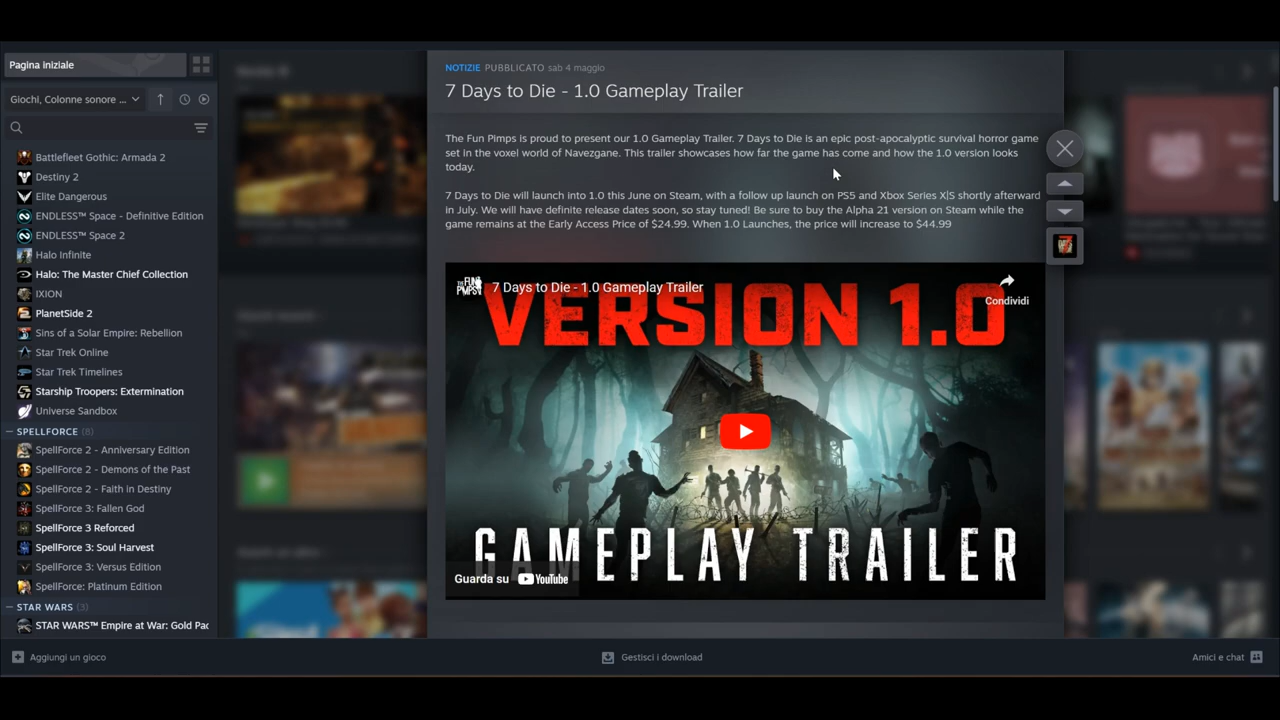 Pagina iniziale
Giochi, Colonne sonore ...
Battlefleet Gothic: Armada 2
Destiny 2
Elite Dangerous
ENDLESS™ Space - Definitive Edition
ENDLESS™ Space 2
Halo Infinite
Halo: The Master Chief Collection
IXION
PlanetSide 2
Sins of a Solar Empire: Rebellion
Star Trek Online
Star Trek Timelines
Starship Troopers: Extermination
Universe Sandbox
SPELLFORCE (8)
SpellForce 2 - Anniversary Edition
SpellForce 2 - Demons of the Past
SpellForce 2 - Faith in Destiny
SpellForce 3: Fallen God
SpellForce 3 Reforced
SpellForce 3: Soul Harvest
SpellForce 3: Versus Edition
SpellForce: Platinum Edition
STAR WARS (3)
STAR WARS™ Empire at War: Gold Pac
NOTIZIE PUBBLICATO sab 4 maggio
7 Days to Die - 1.0 Gameplay Trailer
The Fun Pimps is proud to present our 1.0 Gameplay Trailer. 7 Days to Die is an epic post-apocalyptic survival horror game
set in the voxel world of Navezgane. This trailer showcases how far the game has come and how the 1.0 version looks
today.
7 Days to Die will launch into 1.0 this June on Steam, with a follow up launch on PS5 and Xbox Series X|S shortly afterward
in July. We will have definite release dates soon, so stay tuned! Be sure to buy the Alpha 21 version on Steam while the
game remains at the Early Access Price of $24.99. When 1.0 Launches, the price will increase to $44.99
THE FUN PIMPS
7 Days to Die - 1.0 Gameplay Trailer
Condividi
VERSION 1.0
GAMEPLAY TRAILER
Guarda su YouTube
Aggiungi un gioco
Gestisci i download
Amici e chat